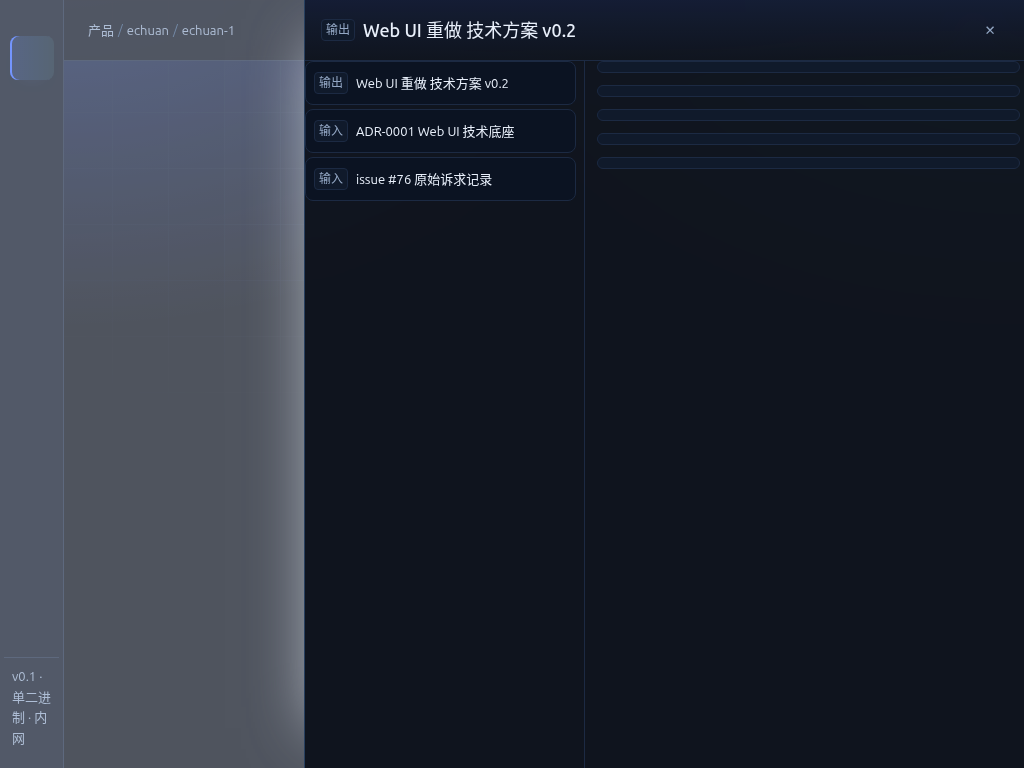 产品 / echuan / echuan-1
输出 Web UI 重做 技术方案 v0.2 ×
输出 Web UI 重做 技术方案 v0.2
输入 ADR-0001 Web UI 技术底座
输入 issue #76 原始诉求记录
v0.1 ·
单二进
制 · 内
网